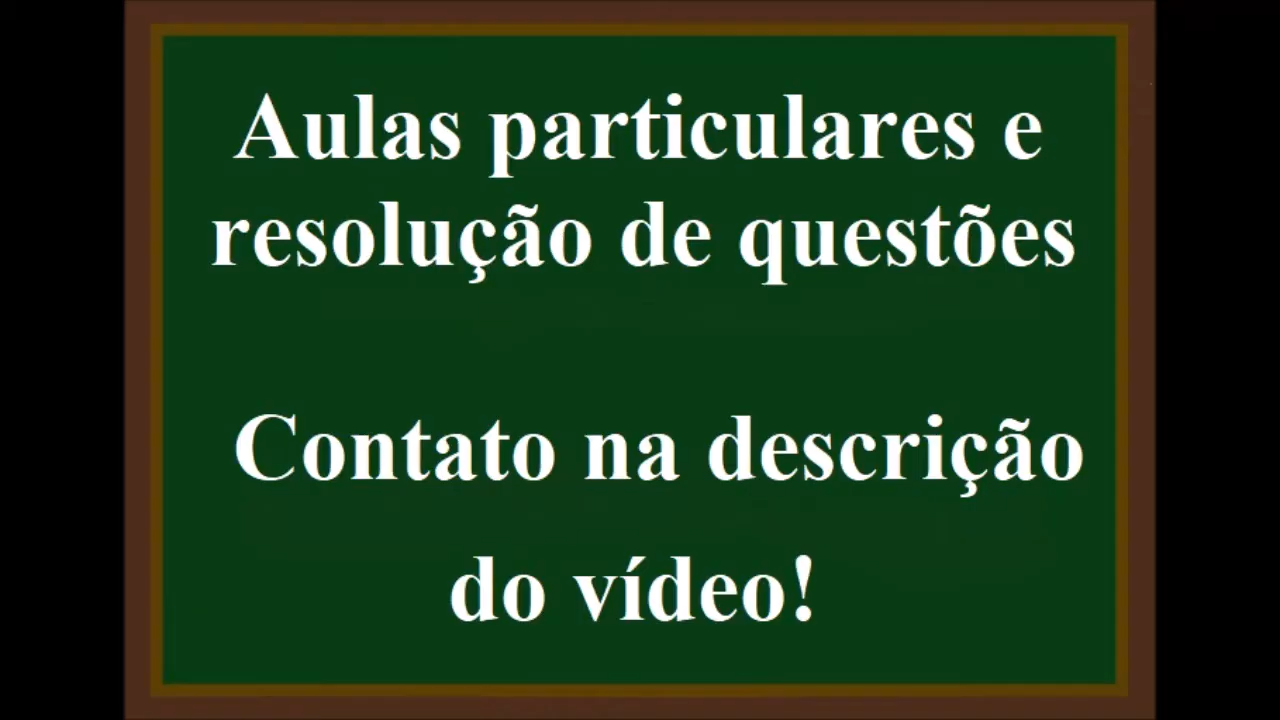 Aulas particulares e
resolução de questões
Contato na descrição
do vídeo!